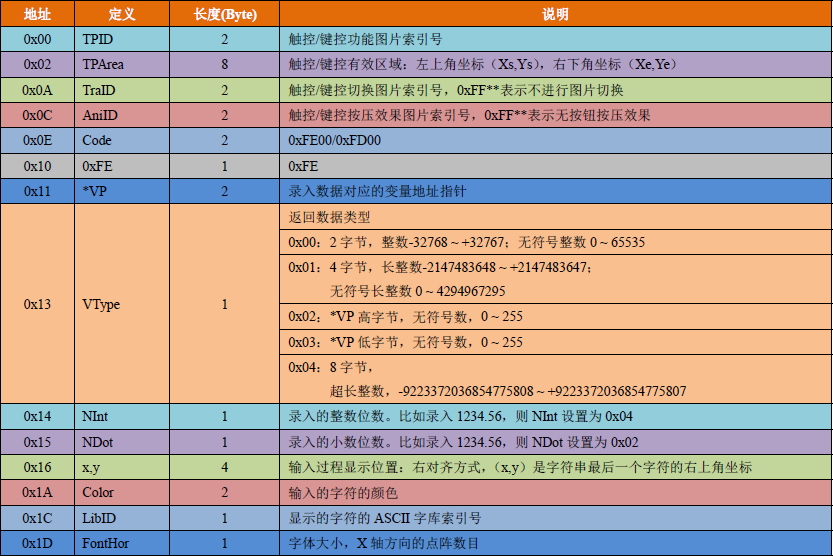 地址 定义 长度(Byte) 说明
0x00 TPID 2 触控/键控功能图片索引号
0x02 TPArea 8 触控/键控有效区域：左上角坐标（Xs,Ys），右下角坐标（Xe,Ye）
0x0A TraID 2 触控/键控切换图片索引号，0xFF**表示不进行图片切换
0x0C AniID 2 触控/键控按压效果图片索引号，0xFF**表示无按钮按压效果
0x0E Code 2 0xFE00/0xFD00
0x10 0xFE 1 0xFE
0x11 *VP 2 录入数据对应的变量地址指针
0x13 VType 1 返回数据类型
0x00：2 字节，整数-32768～+32767；无符号整数 0～65535
0x01：4 字节，长整数-2147483648～+2147483647；
无符号长整数 0～4294967295
0x02：*VP 高字节，无符号数，0～255
0x03：*VP 低字节，无符号数，0～255
0x04：8 字节，
超长整数，-9223372036854775808～+9223372036854775807
0x14 NInt 1 录入的整数位数。比如录入 1234.56，则 NInt 设置为 0x04
0x15 NDot 1 录入的小数位数。比如录入 1234.56，则 NDot 设置为 0x02
0x16 x,y 4 输入过程显示位置：右对齐方式，（x,y）是字符串最后一个字符的右上角坐标
0x1A Color 2 输入的字符的颜色
0x1C LibID 1 显示的字符的 ASCII 字库索引号
0x1D FontHor 1 字体大小，X 轴方向的点阵数目